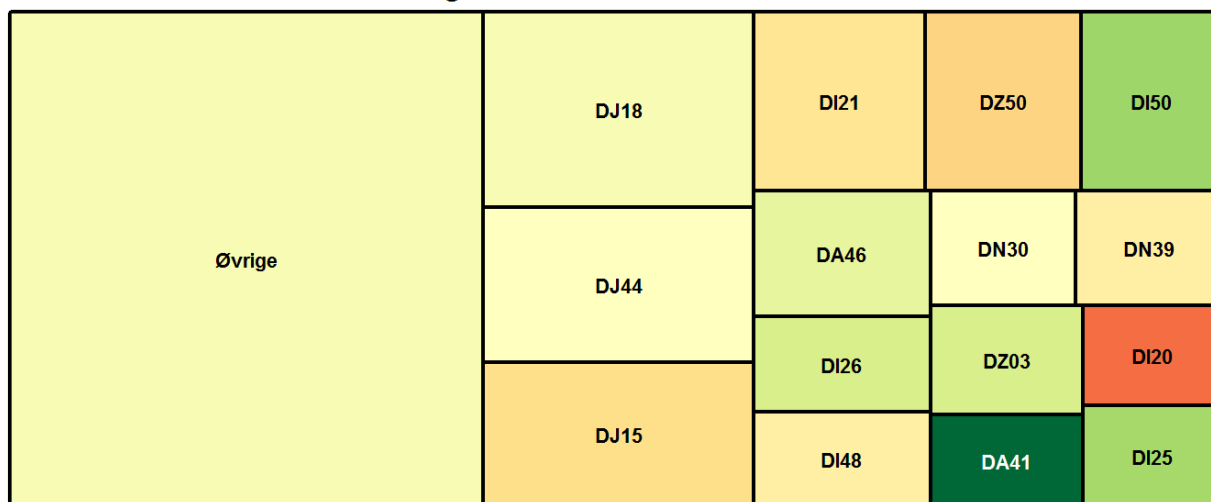 Øvrige
DJ18
DJ44
DJ15
DI21
DZ50
DI50
DA46
DN30
DN39
DI26
DZ03
DI20
DI48
DA41
DI25